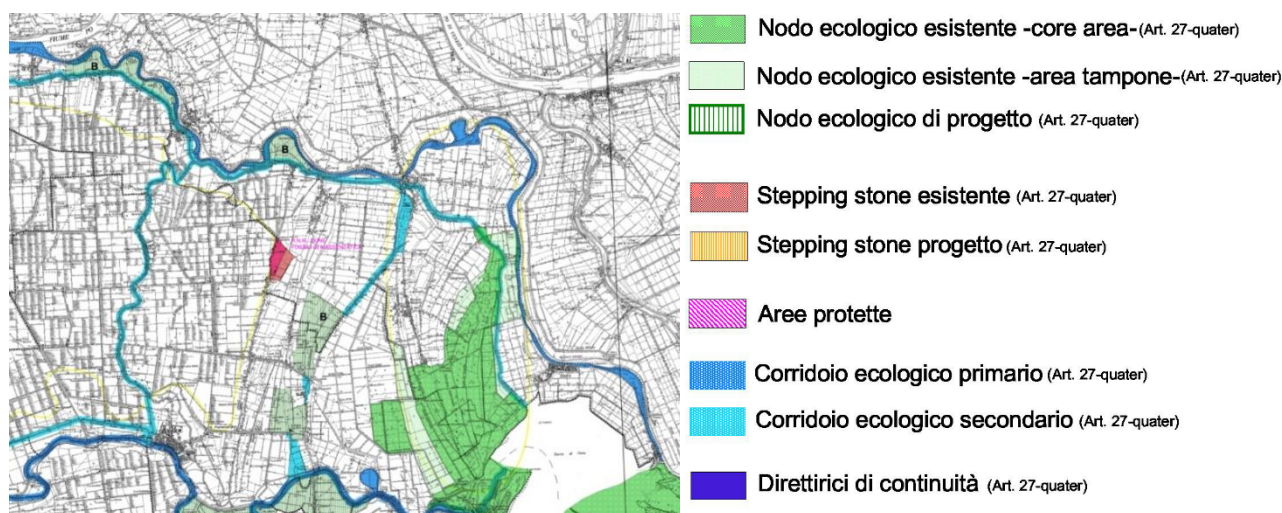 FIUME PO
B
B
B
Nodo ecologico esistente -core area- (Art. 27-quater)
Nodo ecologico esistente -area tampone- (Art. 27-quater)
Nodo ecologico di progetto (Art. 27-quater)
Stepping stone esistente (Art. 27-quater)
Stepping stone progetto (Art. 27-quater)
Aree protette
Corridoio ecologico primario (Art. 27-quater)
Corridoio ecologico secondario (Art. 27-quater)
Direttirici di continuità (Art. 27-quater)